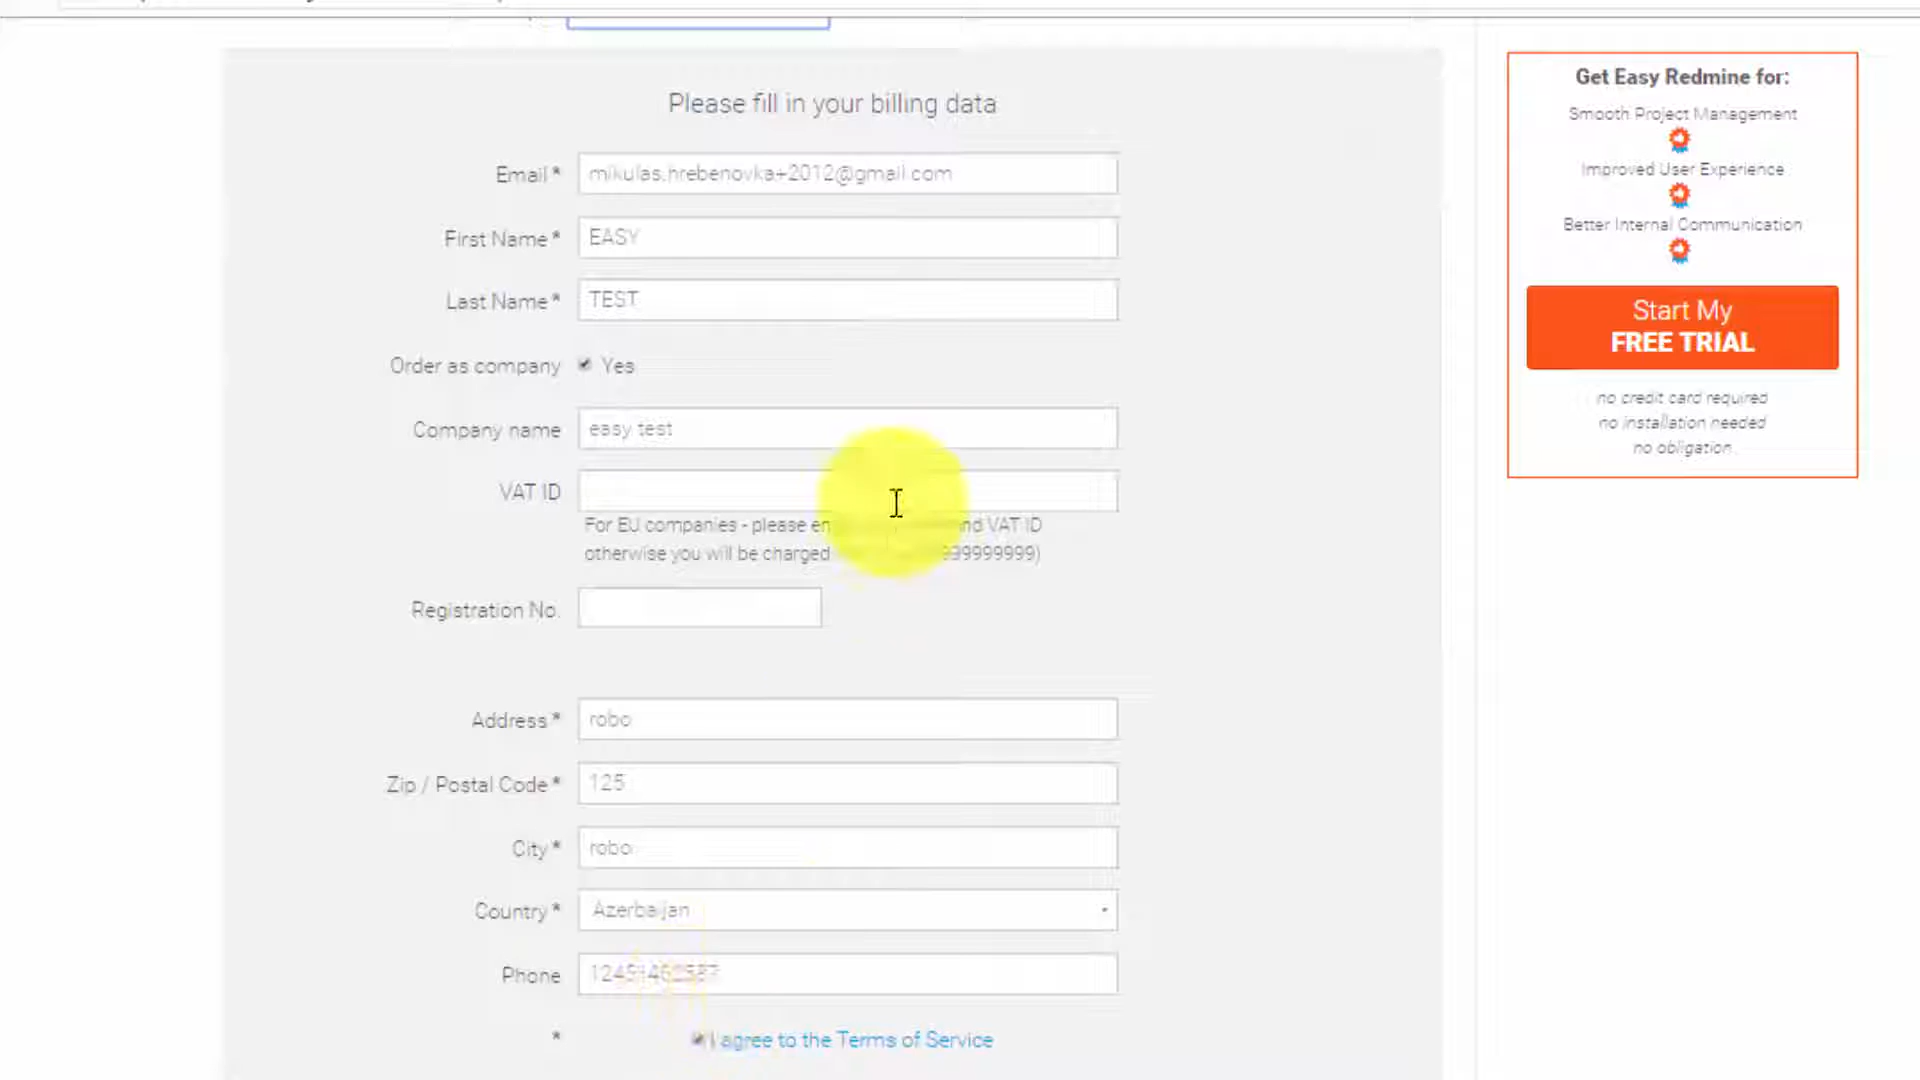 Please fill in your billing data
Email *
mikulas.hrebenovka+2012@gmail.com
First Name *
EASY
Last Name *
TEST
Order as company
Yes
Company name
easy test
VAT ID
For EU companies - please VAT ID
otherwise you will be charged
Registration No.
Address *
robo
Zip / Postal Code *
125
City *
robo
Country *
Azerbaijan
Phone
*
I agree to the Terms of Service
Get Easy Redmine for:
Smooth Project Management
Improved User Experience
Better Internal Communication
Start My
FREE TRIAL
no credit card required
no installation needed
no obligation